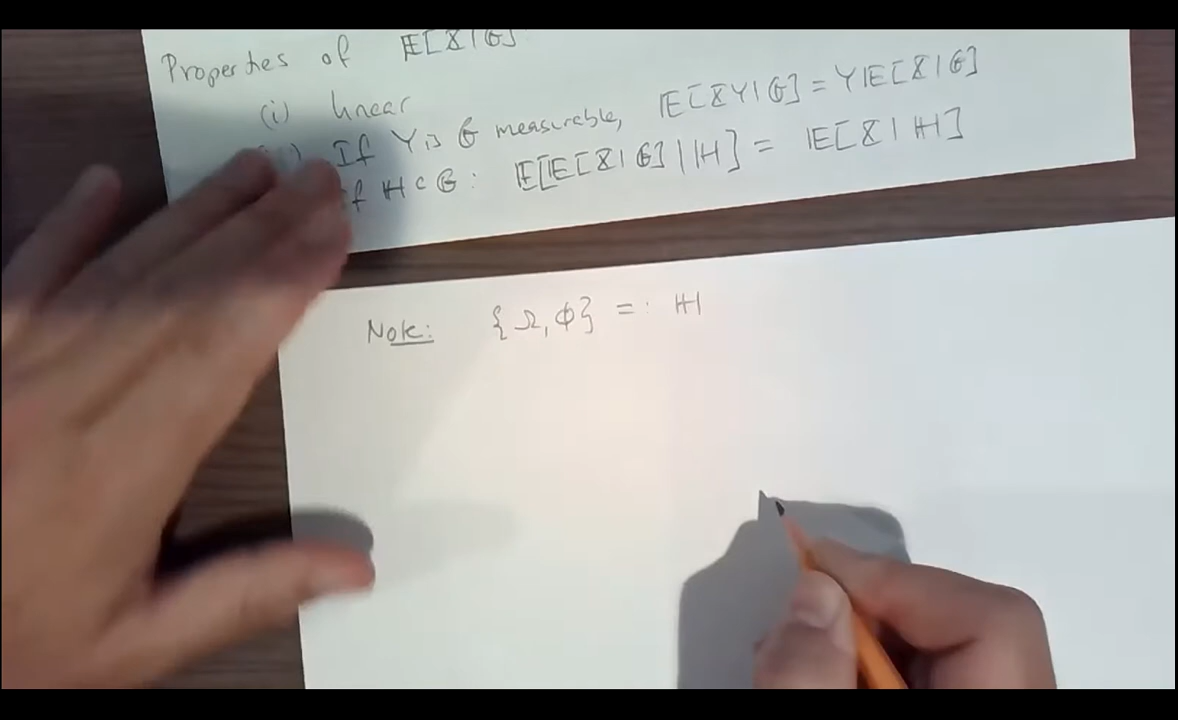 Properties of 𝔼[X|𝔾]
(i) linear
If Y is 𝔾 measurable, 𝔼[XY|𝔾] = Y𝔼[X|𝔾]
If ℍ ⊂ 𝔾: 𝔼[𝔼[X|𝔾]|ℍ] = 𝔼[X|ℍ]
Note: {Ω, ϕ} =: ℍ